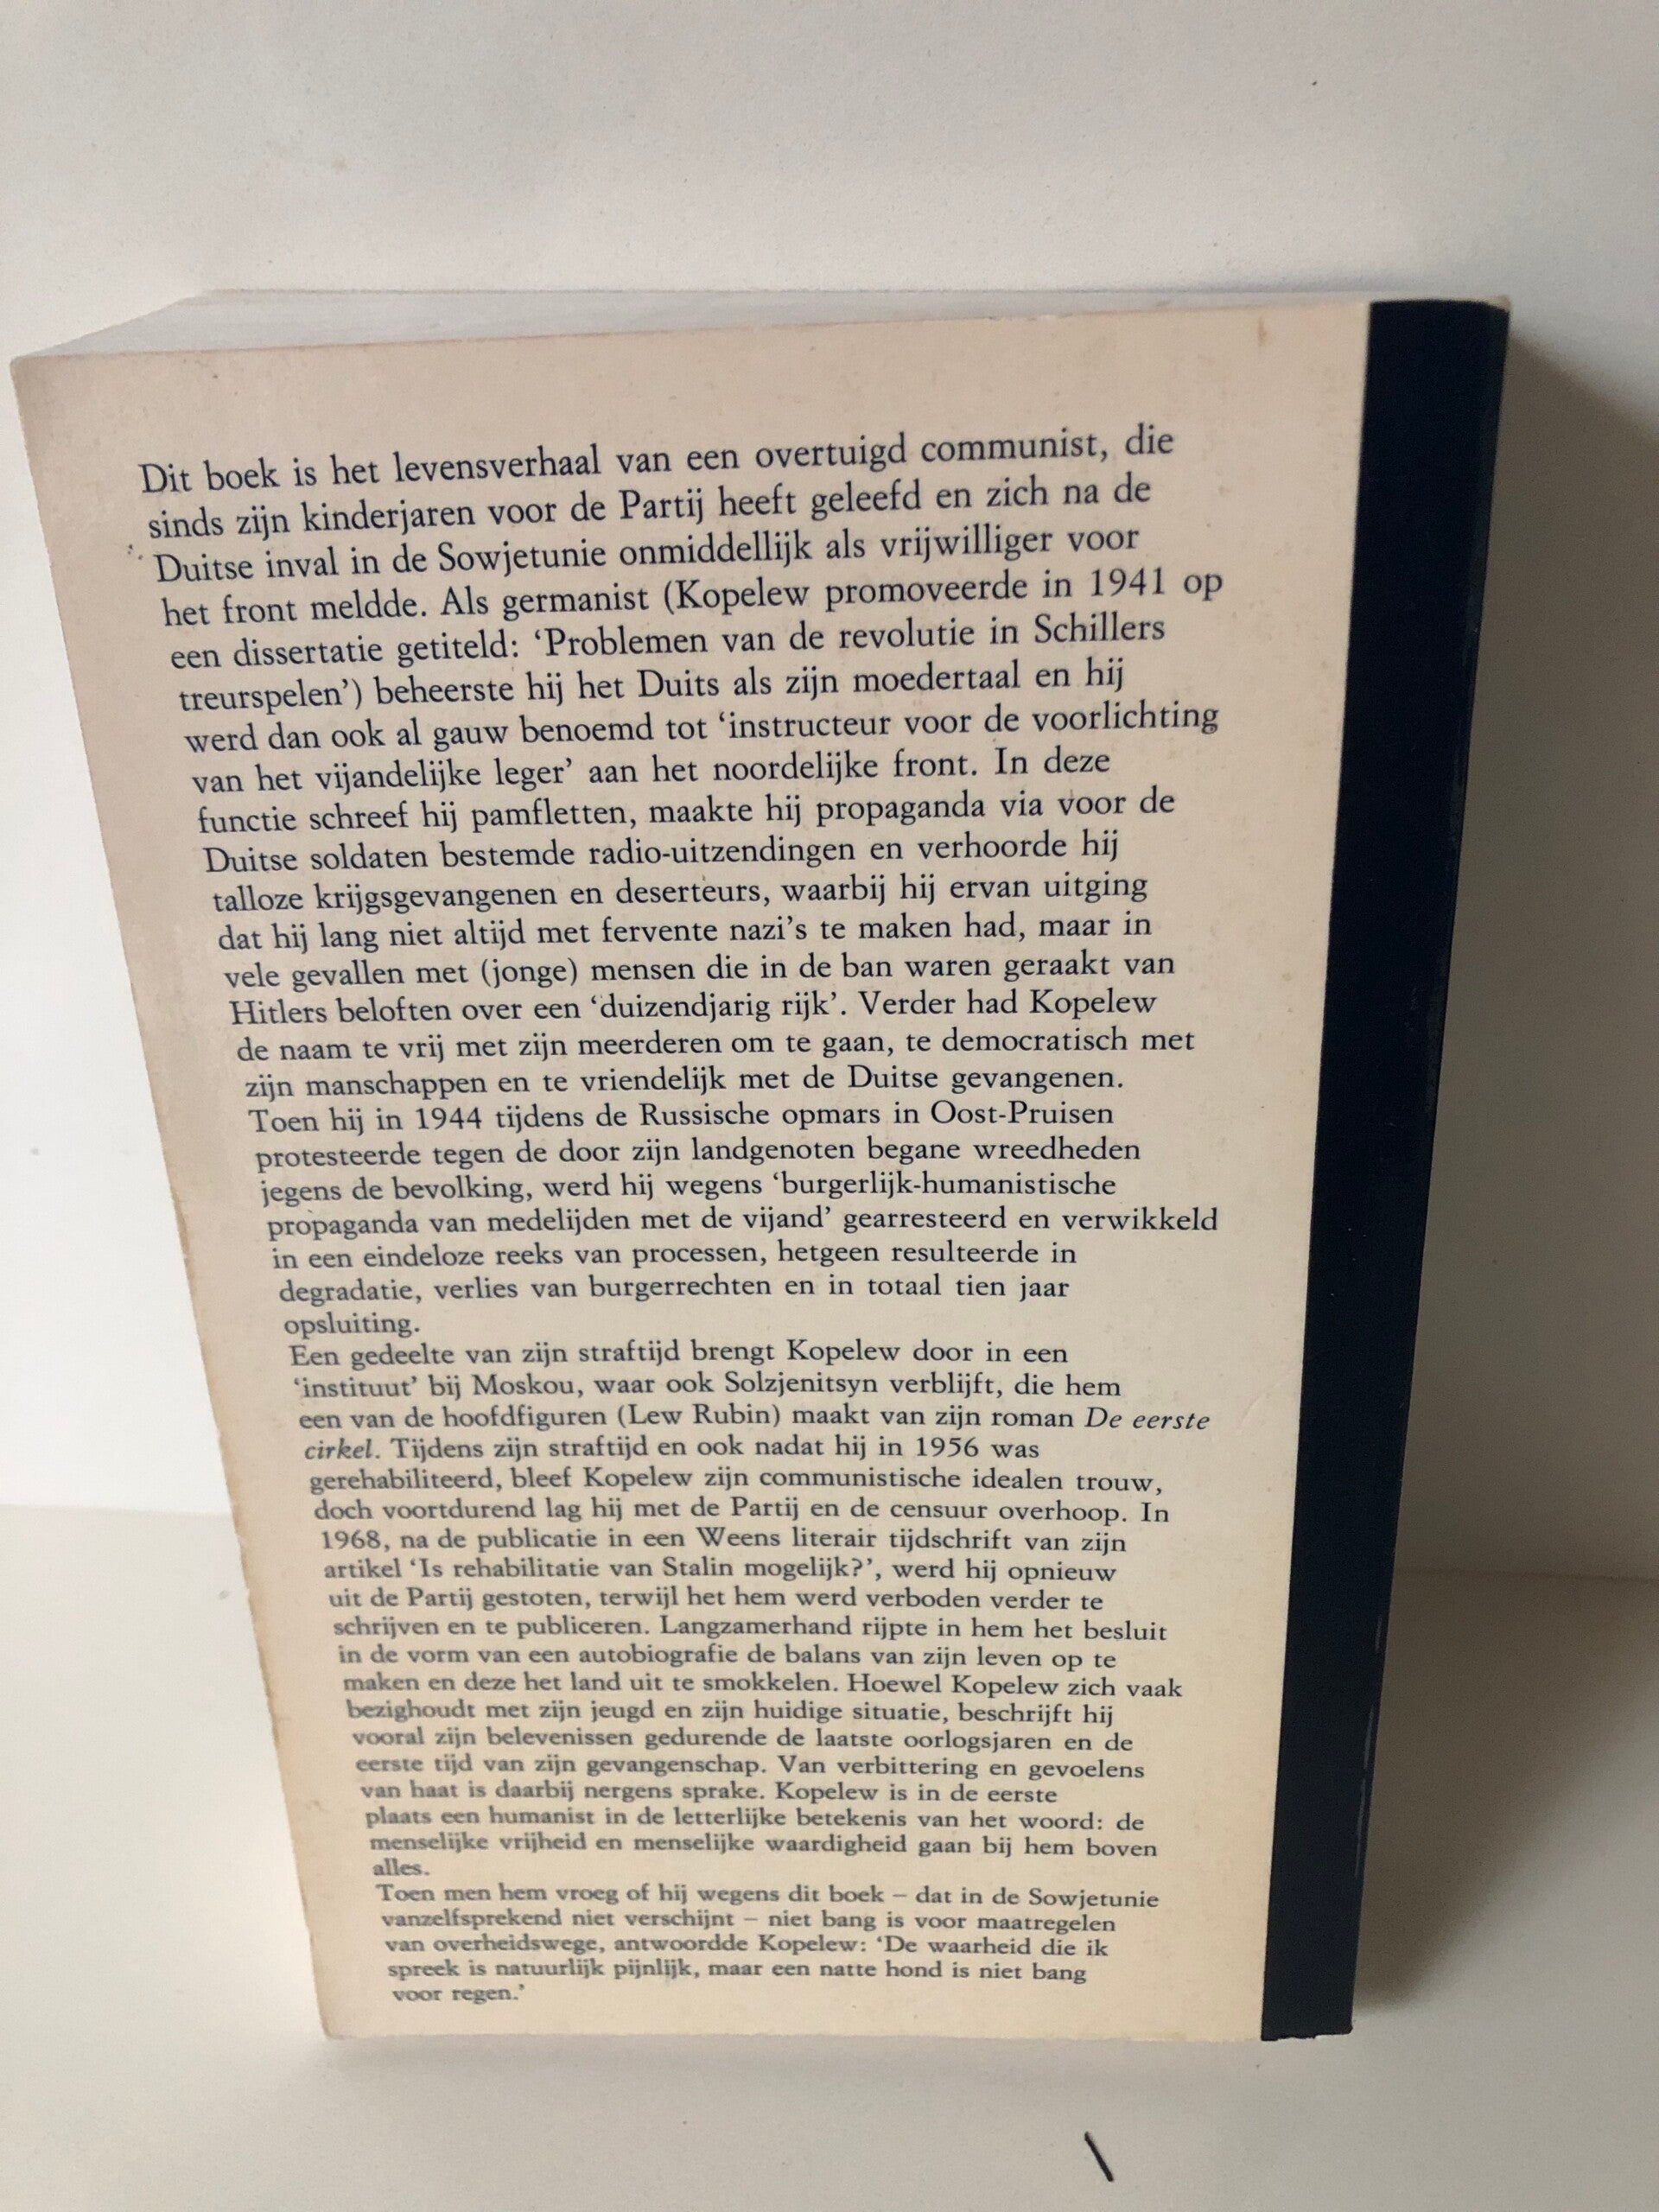 Dit boek is het levensverhaal van een overtuigd communist, die
sinds zijn kinderjaren voor de Partij heeft geleefd en zich na de
Duitse inval in de Sowjetunie onmiddellijk als vrijwilliger voor
het front meldde. Als germanist (Kopelew promoveerde in 1941 op
een dissertatie getiteld: ‘Problemen van de revolutie in Schillers
treurspelen’) beheerste hij het Duits als zijn moedertaal en hij
werd dan ook al gauw benoemd tot ‘instructeur voor de voorlichting
van het vijandelijke leger’ aan het noordelijke front. In deze
functie schreef hij pamfletten, maakte hij propaganda via voor de
Duitse soldaten bestemde radio-uitzendingen en verhoorde hij
talloze krijgsgevangenen en deserteurs, waarbij hij ervan uitging
dat hij lang niet altijd met fervente nazi’s te maken had, maar in
vele gevallen met (jonge) mensen die in de ban waren geraakt van
Hitlers beloften over een ‘duizendjarig rijk’. Verder had Kopelew
de naam te vrij met zijn meerderen om te gaan, te democratisch met
zijn manschappen en te vriendelijk met de Duitse gevangenen.
Toen hij in 1944 tijdens de Russische opmars in Oost-Pruisen
protesteerde tegen de door zijn landgenoten begane wreedheden
jegens de bevolking, werd hij wegens ‘burgerlijk-humanistische
propaganda van medelijden met de vijand’ gearresteerd en verwikkeld
in een eindeloze reeks van processen, hetgeen resulteerde in
degradatie, verlies van burgerrechten en in totaal tien jaar
opsluiting.
Een gedeelte van zijn straftijd brengt Kopelew door in een
‘instituut’ bij Moskou, waar ook Solzjenitsyn verblijft, die hem
een van de hoofdfiguren (Lew Rubin) maakt van zijn roman De eerste
cirkel. Tijdens zijn straftijd en ook nadat hij in 1956 was
gerehabiliteerd, bleef Kopelew zijn communistische idealen trouw,
doch voortdurend lag hij met de Partij en de censuur overhoop. In
1968, na de publicatie in een Weens literair tijdschrift van zijn
artikel ‘Is rehabilitatie van Stalin mogelijk?’, werd hij opnieuw
uit de Partij gestoten, terwijl het hem werd verboden verder te
schrijven en te publiceren. Langzamerhand rijpte in hem het besluit
in de vorm van een autobiografie de balans van zijn leven op te
maken en deze het land uit te smokkelen. Hoewel Kopelew zich vaak
bezighoudt met zijn jeugd en zijn huidige situatie, beschrijft hij
vooral zijn belevenissen gedurende de laatste oorlogsjaren en de
eerste tijd van zijn gevangenschap. Van verbittering en gevoelens
van haat is daarbij nergens sprake. Kopelew is in de eerste
plaats een humanist in de letterlijke betekenis van het woord: de
menselijke vrijheid en menselijke waardigheid gaan bij hem boven
alles.
Toen men hem vroeg of hij wegens dit boek – dat in de Sowjetunie
vanzelfsprekend niet verschijnt – niet bang is voor maatregelen
van overheidswege, antwoordde Kopelew: ‘De waarheid die ik
spreek is natuurlijk pijnlijk, maar een natte hond is niet bang
voor regen.’